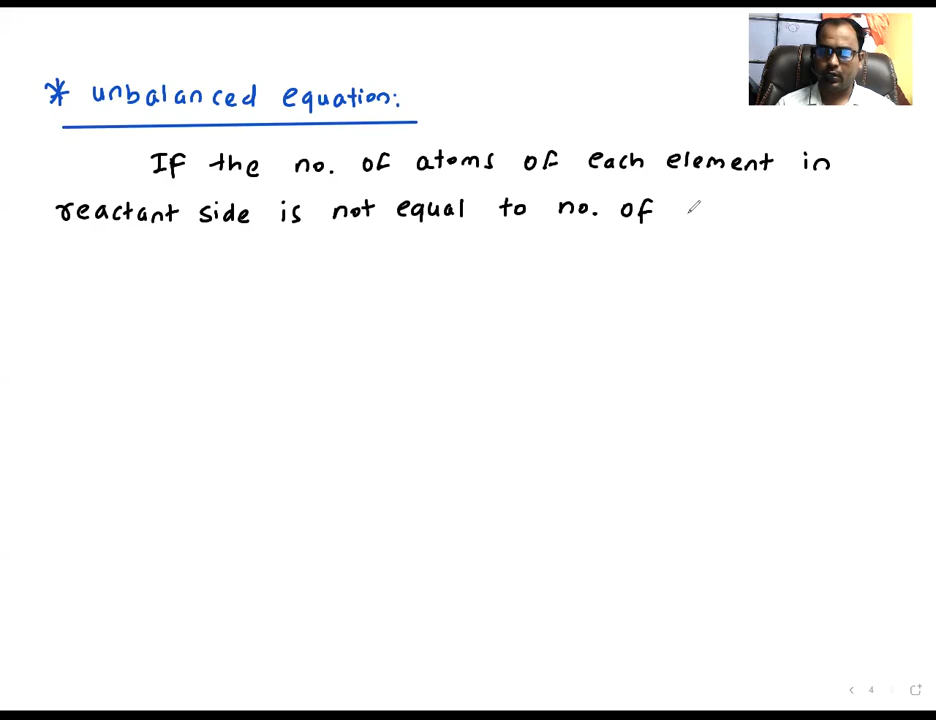 * unbalanced equation:
IF the no. of atoms of each element in
reactant side is not equal to no. of
4